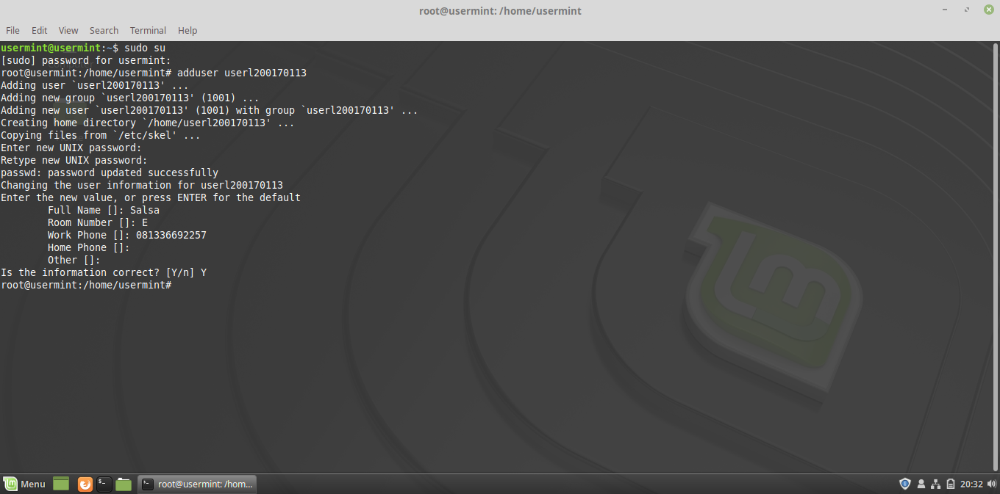 root@usermint: /home/usermint
File Edit View Search Terminal Help
usermint@usermint:~$ sudo su
[sudo] password for usermint:
root@usermint:/home/usermint# adduser userl200170113
Adding user `userl200170113' ...
Adding new group `userl200170113' (1001) ...
Adding new user `userl200170113' (1001) with group `userl200170113' ...
Creating home directory `/home/userl200170113' ...
Copying files from `/etc/skel' ...
Enter new UNIX password:
Retype new UNIX password:
passwd: password updated successfully
Changing the user information for userl200170113
Enter the new value, or press ENTER for the default
Full Name []: Salsa
Room Number []: E
Work Phone []: 081336692257
Home Phone []:
Other []:
Is the information correct? [Y/n] Y
root@usermint:/home/usermint#
Menu root@usermint: /hom... 20:32